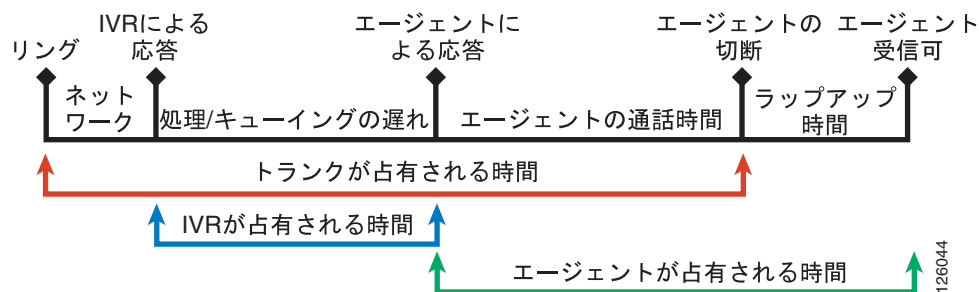 リング
IVRによる
応答
エージェントに
よる応答
エージェントの
切断
エージェント
受信可
ネット
ワーク
処理/キューイングの遅れ
エージェントの通話時間
ラップアップ
時間
トランクが占有される時間
IVRが占有される時間
エージェントが占有される時間
126044